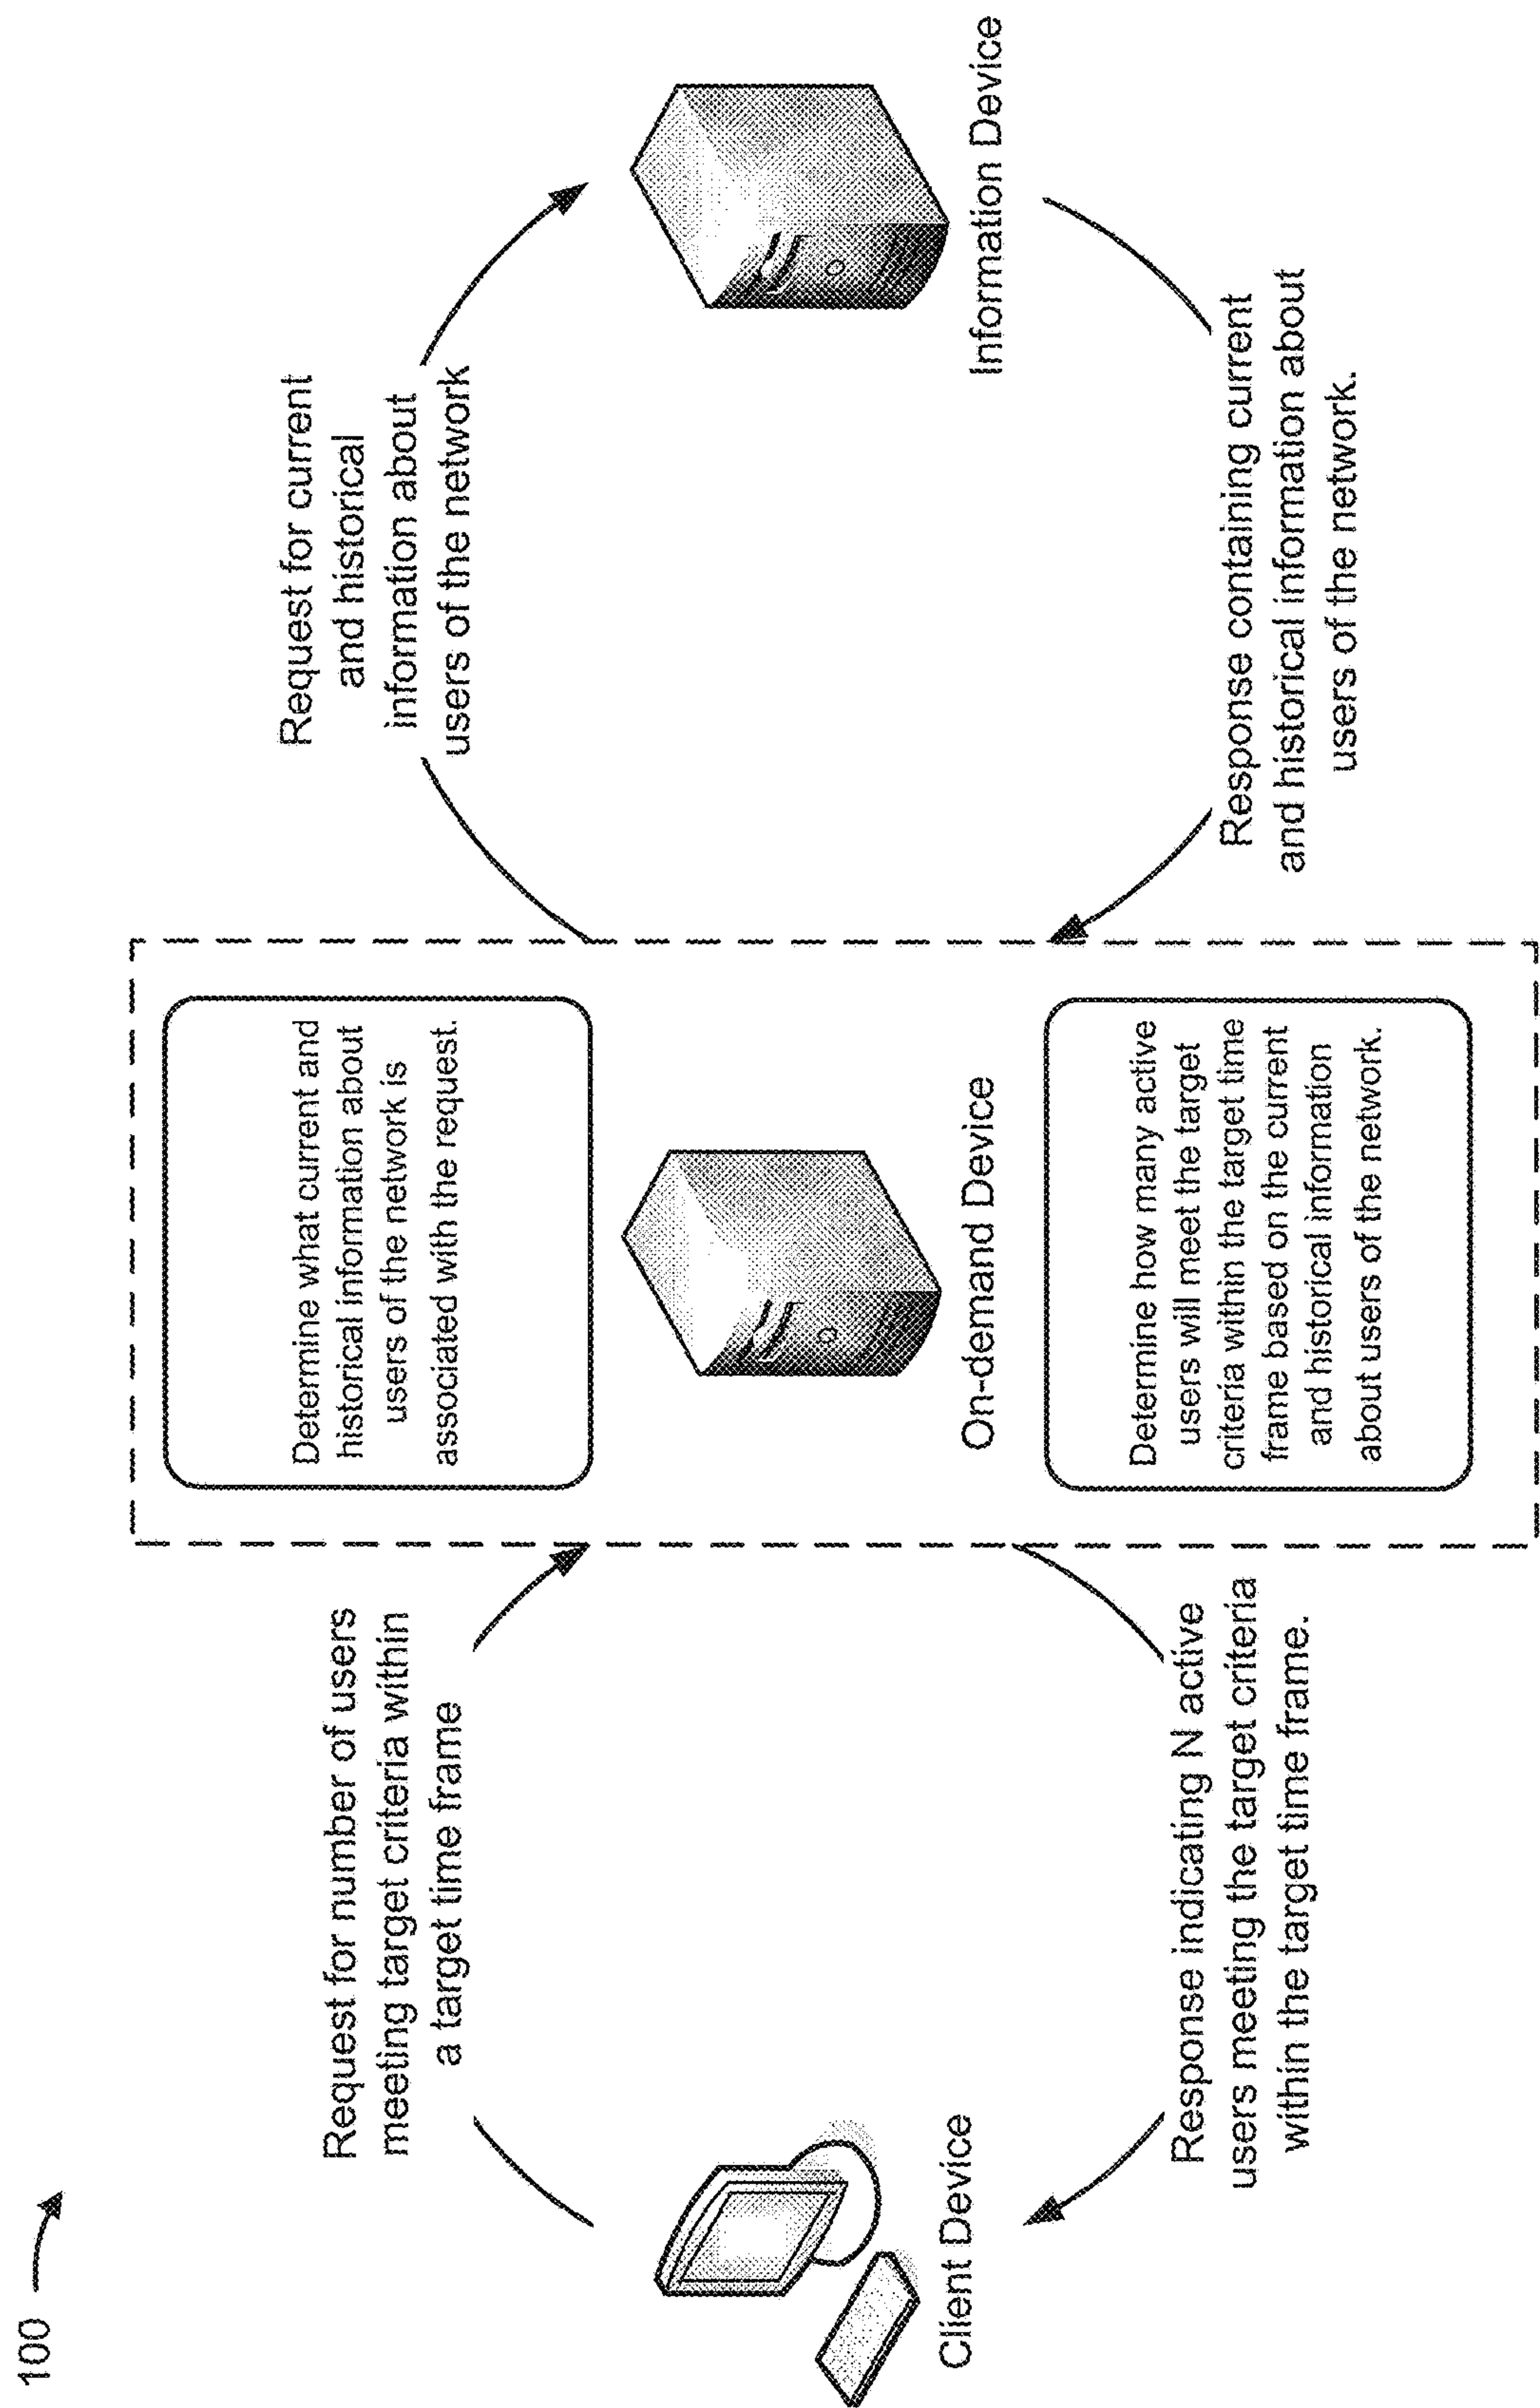 100
Request for number of users
meeting target criteria within
a target time frame
Client Device
Response indicating N active
users meeting the target criteria
within the target time frame.
Determine what current and
historical information about
users of the network is
associated with the request.
On-demand Device
Determine how many active
users will meet the target
criteria within the target time
frame based on the current
and historical information
about users of the network.
Request for current
and historical
information about
users of the network
Information Device
Response containing current
and historical information about
users of the network.